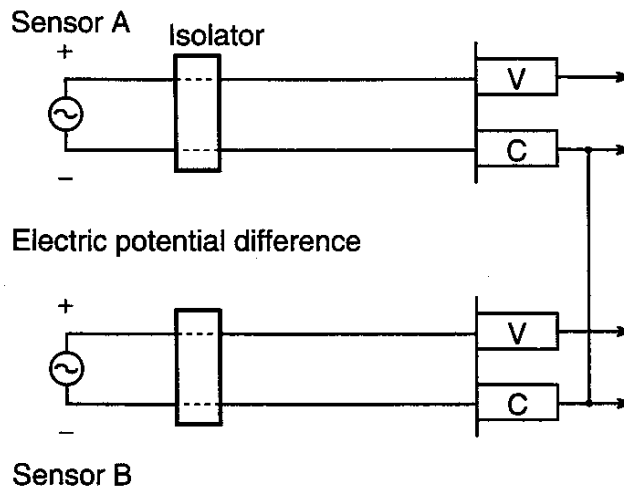 Sensor A
Isolator
+
V
C
−
Electric potential difference
+
V
C
−
Sensor B